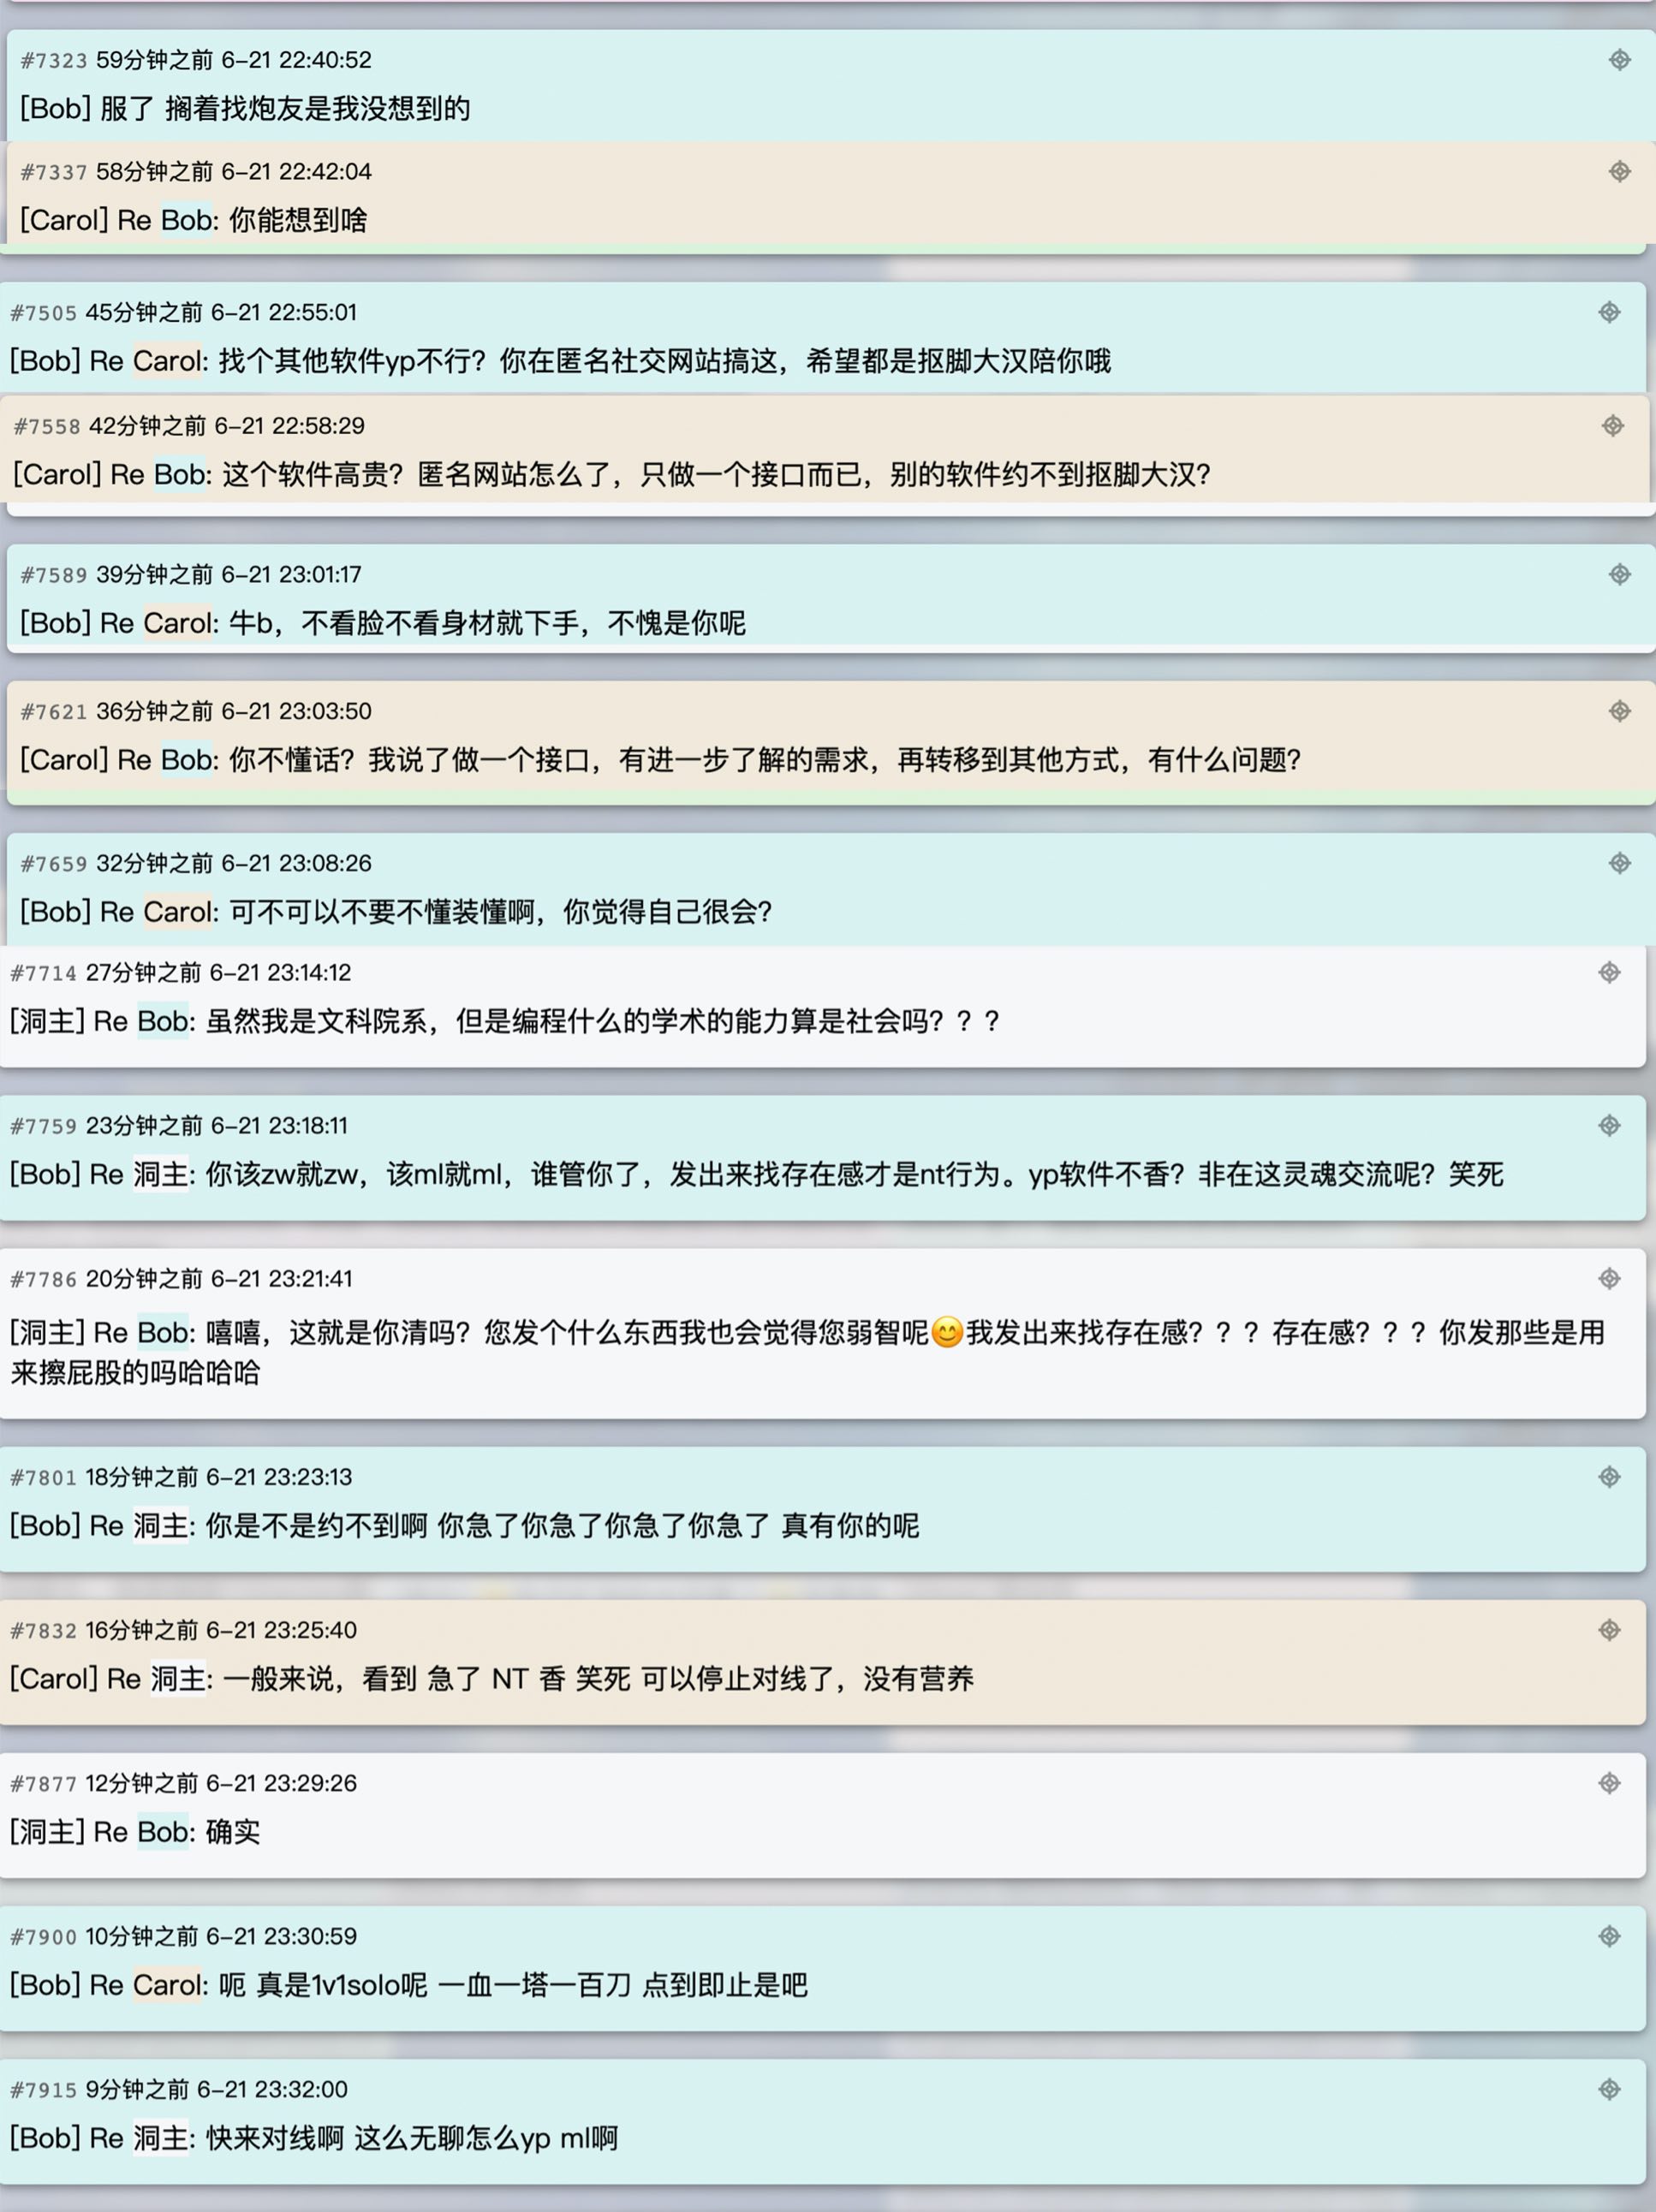 #7323 59分钟之前 6-21 22:40:52
[Bob] 服了 搁着找炮友是我没想到的
#7337 58分钟之前 6-21 22:42:04
[Carol] Re Bob: 你能想到啥
#7505 45分钟之前 6-21 22:55:01
[Bob] Re Carol: 找个其他软件yp不行？你在匿名社交网站搞这，希望都是抠脚大汉陪你哦
#7558 42分钟之前 6-21 22:58:29
[Carol] Re Bob: 这个软件高贵？匿名网站怎么了，只做一个接口而已，别的软件约不到抠脚大汉？
#7589 39分钟之前 6-21 23:01:17
[Bob] Re Carol: 牛b，不看脸不看身材就下手，不愧是你呢
#7621 36分钟之前 6-21 23:03:50
[Carol] Re Bob: 你不懂话？我说了做一个接口，有进一步了解的需求，再转移到其他方式，有什么问题？
#7659 32分钟之前 6-21 23:08:26
[Bob] Re Carol: 可不可以不要不懂装懂啊，你觉得自己很会？
#7714 27分钟之前 6-21 23:14:12
[洞主] Re Bob: 虽然我是文科院系，但是编程什么的学术的能力算是社会吗？？？
#7759 23分钟之前 6-21 23:18:11
[Bob] Re 洞主: 你该zw就zw，该ml就ml，谁管你了，发出来找存在感才是nt行为。yp软件不香？非在这灵魂交流呢？笑死
#7786 20分钟之前 6-21 23:21:41
[洞主] Re Bob: 嘻嘻，这就是你清吗？您发个什么东西我也会觉得您弱智呢😊我发出来找存在感？？？存在感？？？你发那些是用
来擦屁股的吗哈哈哈
#7801 18分钟之前 6-21 23:23:13
[Bob] Re 洞主: 你是不是约不到啊 你急了你急了你急了你急了 真有你的呢
#7832 16分钟之前 6-21 23:25:40
[Carol] Re 洞主: 一般来说，看到 急了 NT 香 笑死 可以停止对线了，没有营养
#7877 12分钟之前 6-21 23:29:26
[洞主] Re Bob: 确实
#7900 10分钟之前 6-21 23:30:59
[Bob] Re Carol: 呃 真是1v1solo呢 一血一塔一百刀 点到即止是吧
#7915 9分钟之前 6-21 23:32:00
[Bob] Re 洞主: 快来对线啊 这么无聊怎么yp ml啊